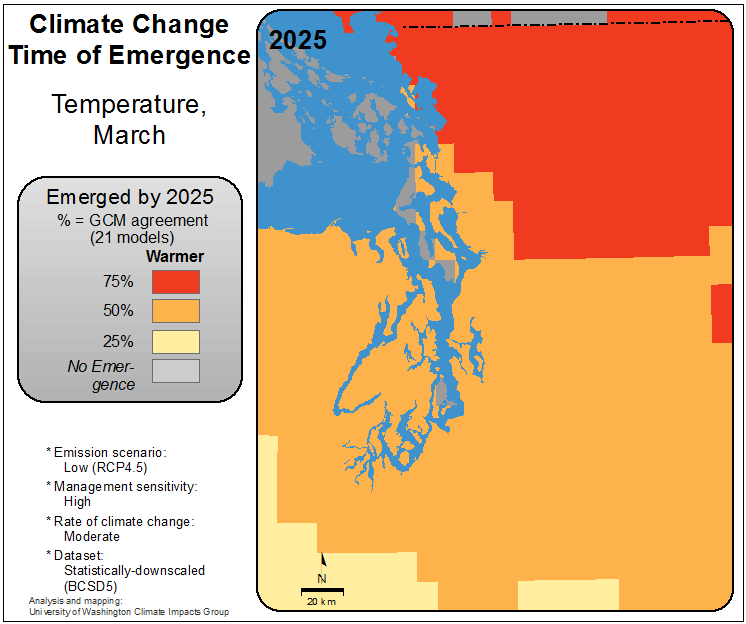 Climate Change
Time of Emergence
Temperature,
March
Emerged by 2025
% = GCM agreement
(21 models)
Warmer
75%
50%
25%
No Emer-
gence
* Emission scenario:
Low (RCP4.5)
* Management sensitivity:
High
* Rate of climate change:
Moderate
* Dataset:
Statistically-downscaled
(BCSD5)
Analysis and mapping:
University of Washington Climate Impacts Group
2025
N
20 km